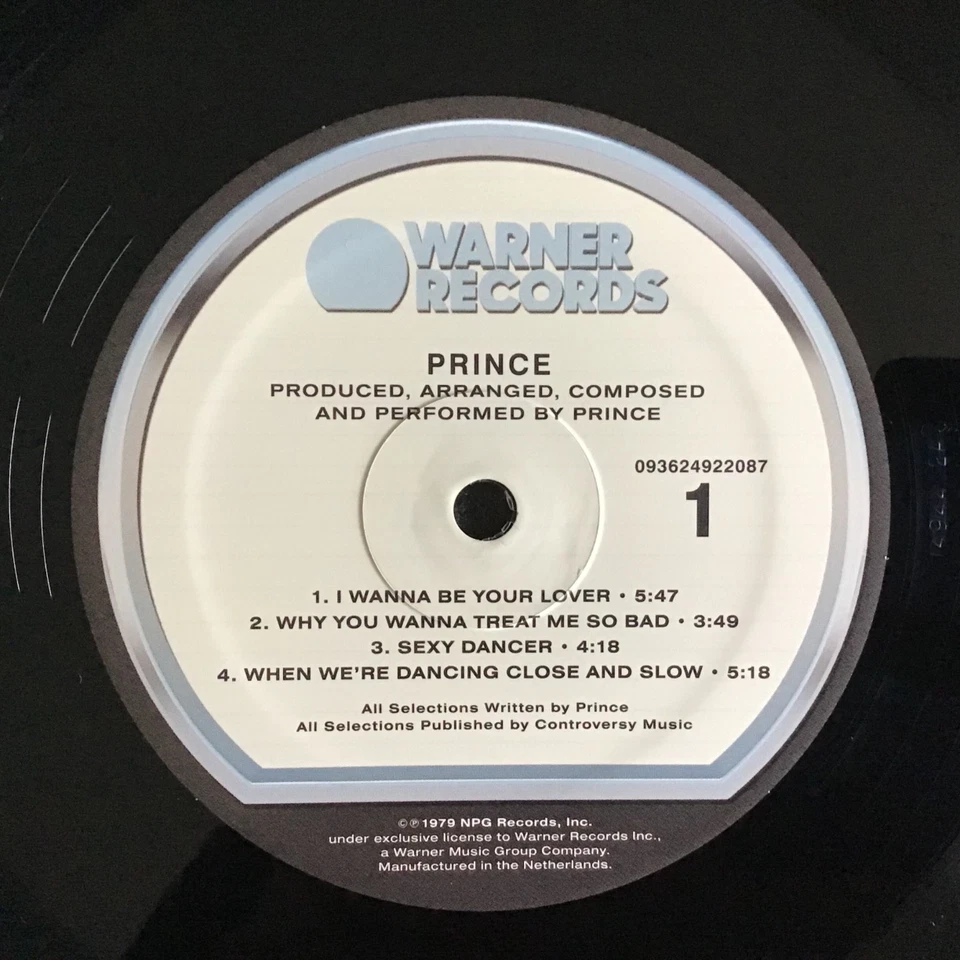 WARNER
RECORDS
PRINCE
PRODUCED, ARRANGED, COMPOSED
AND PERFORMED BY PRINCE
093624922087
1
1. I WANNA BE YOUR LOVER • 5:47
2. WHY YOU WANNA TREAT ME SO BAD • 3:49
3. SEXY DANCER • 4:18
4. WHEN WE'RE DANCING CLOSE AND SLOW • 5:18
All Selections Written by Prince
All Selections Published by Controversy Music
©℗1979 NPG Records, Inc.
under exclusive license to Warner Records Inc.,
a Warner Music Group Company.
Manufactured in the Netherlands.